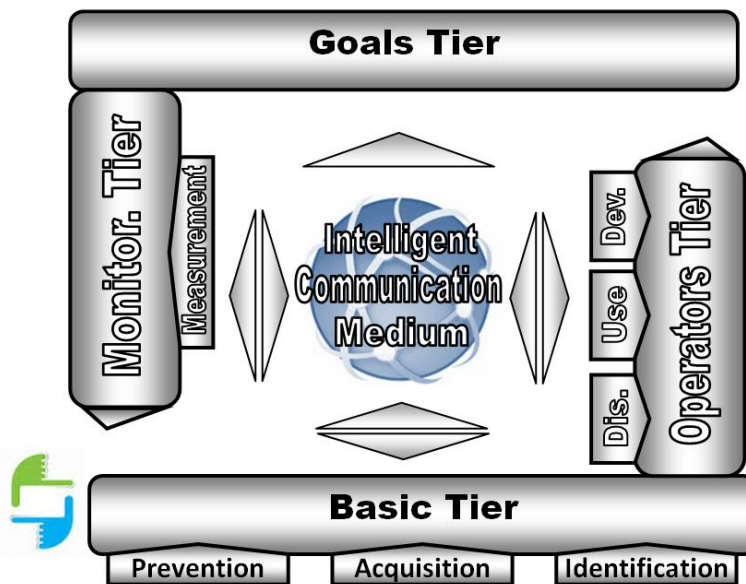 Goals Tier
Monitor. Tier
Measurement
Intelligent
Communication
Medium
Dev.
Use
Dis.
Operators Tier
Basic Tier
Prevention
Acquisition
Identification